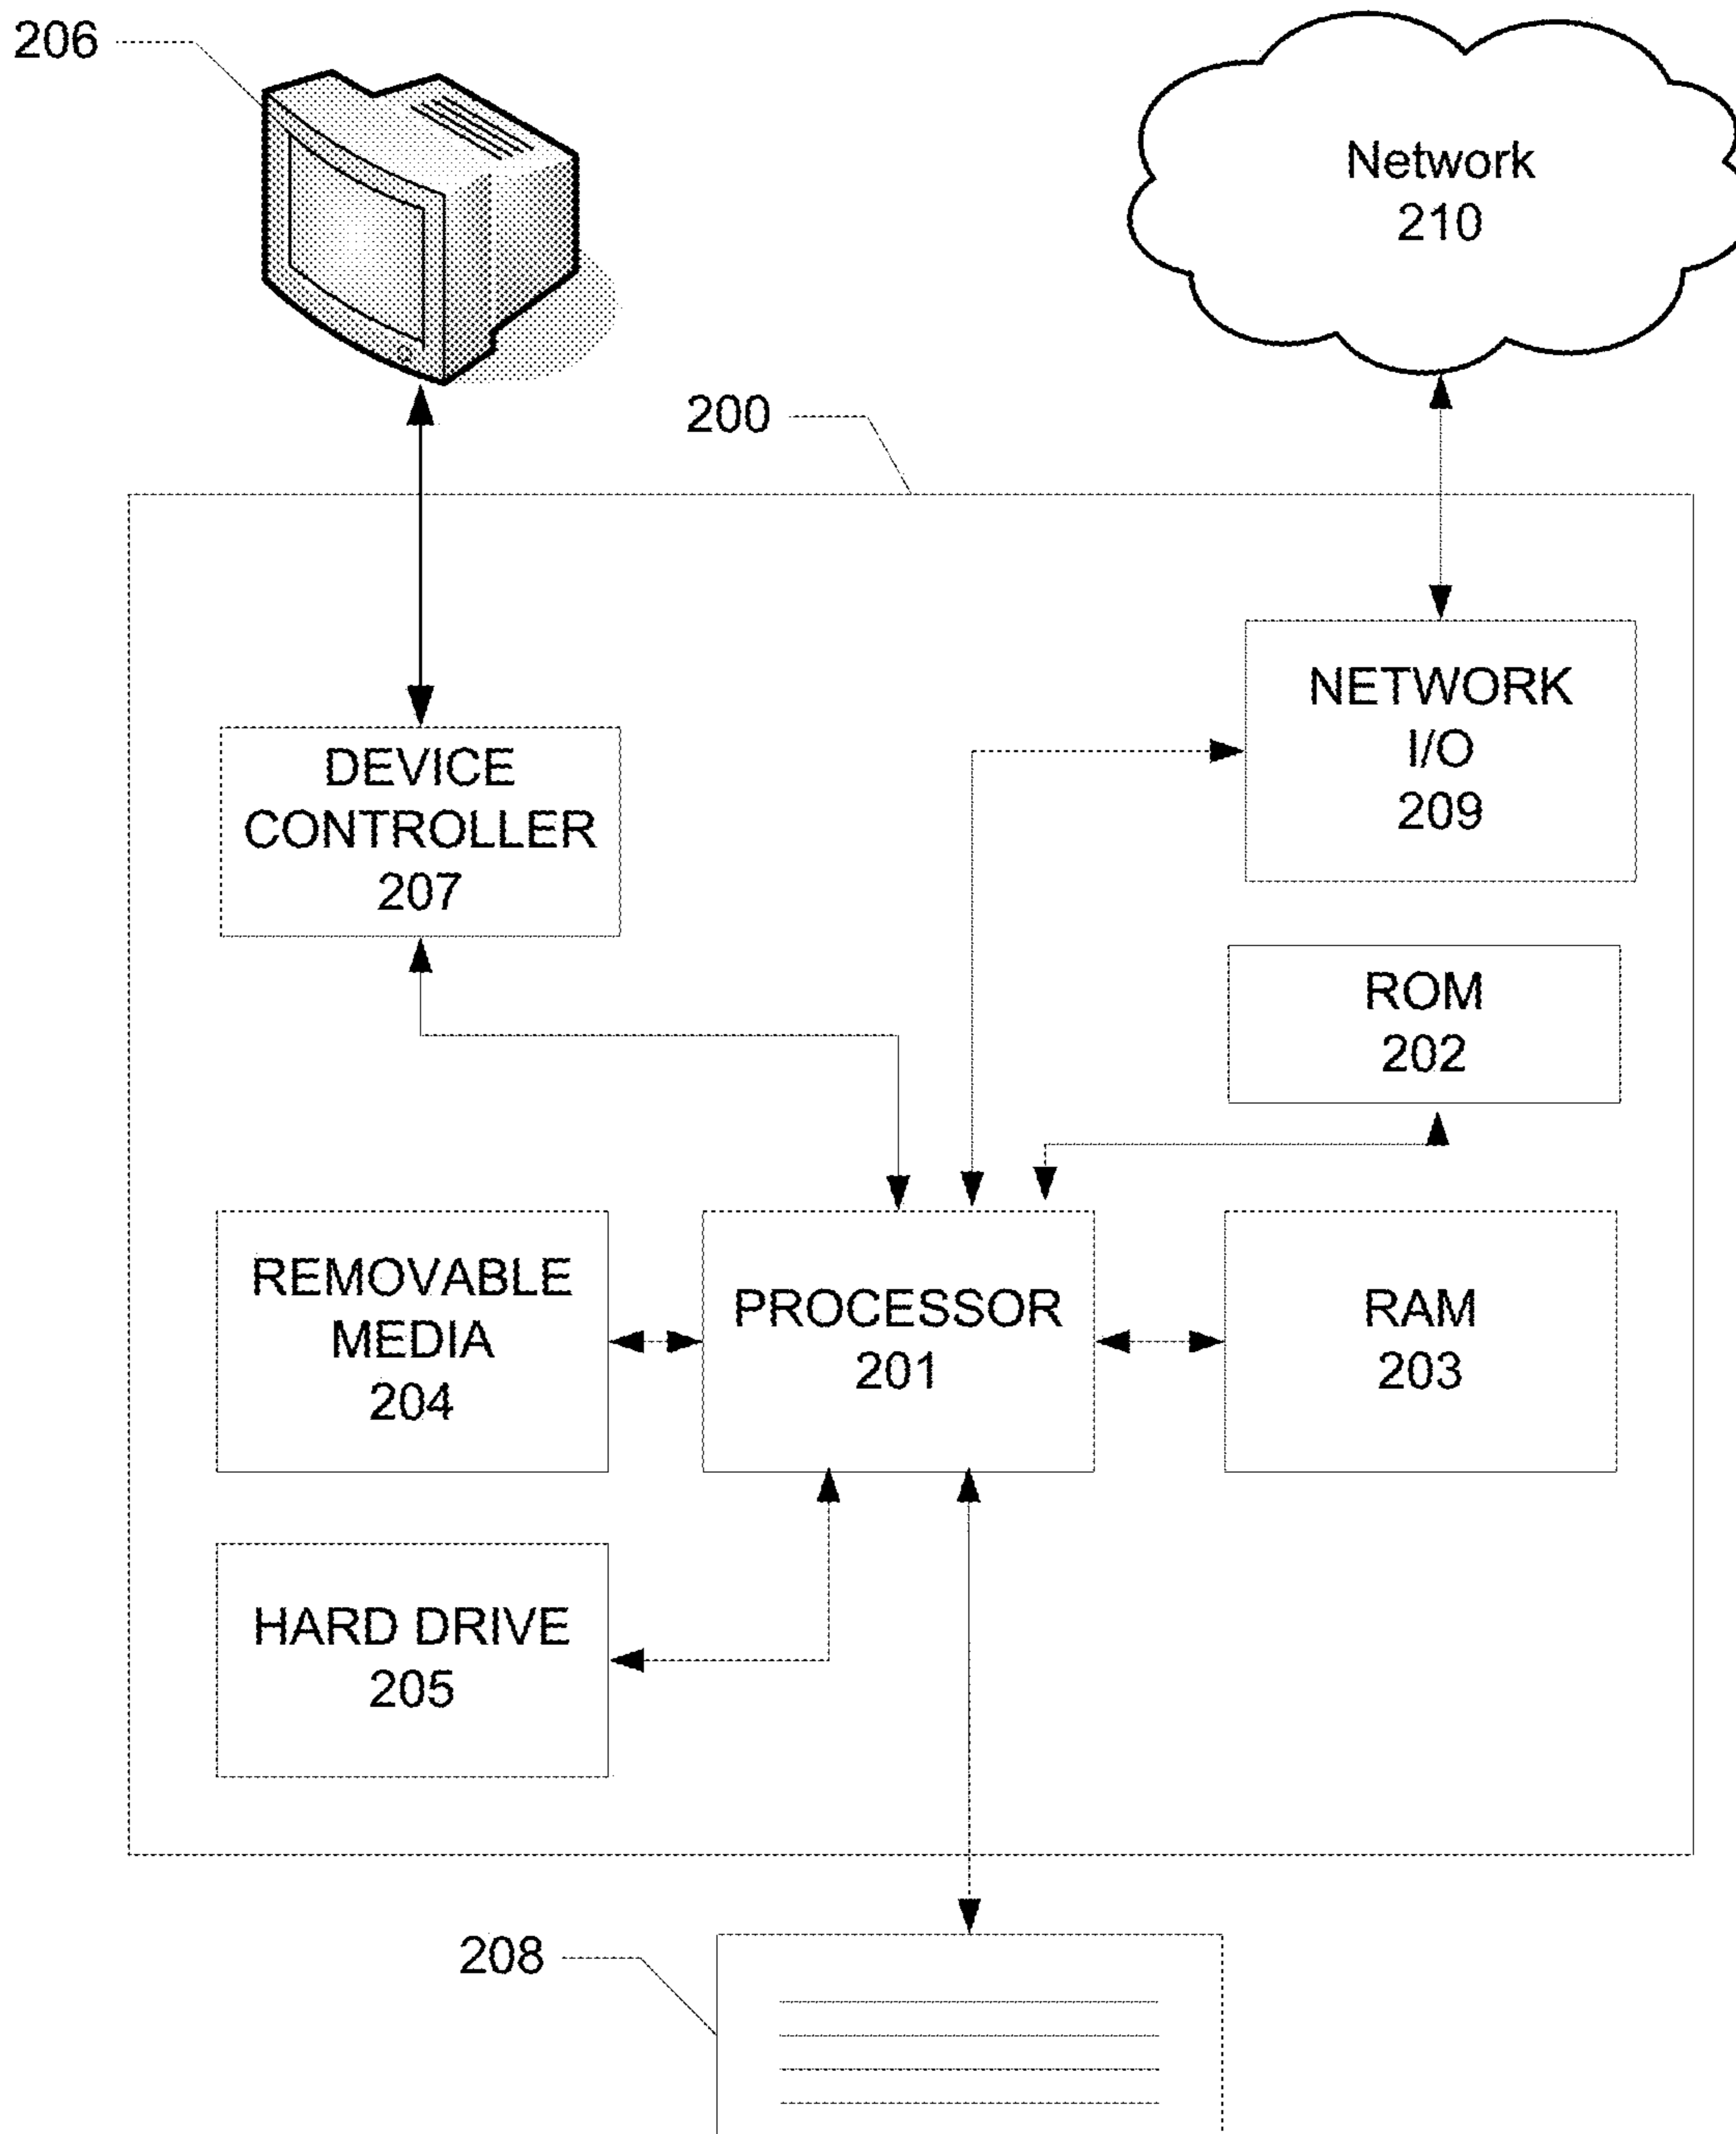 206
Network
210
200
NETWORK
I/O
209
DEVICE
CONTROLLER
207
ROM
202
REMOVABLE
MEDIA
204
PROCESSOR
201
RAM
203
HARD DRIVE
205
208